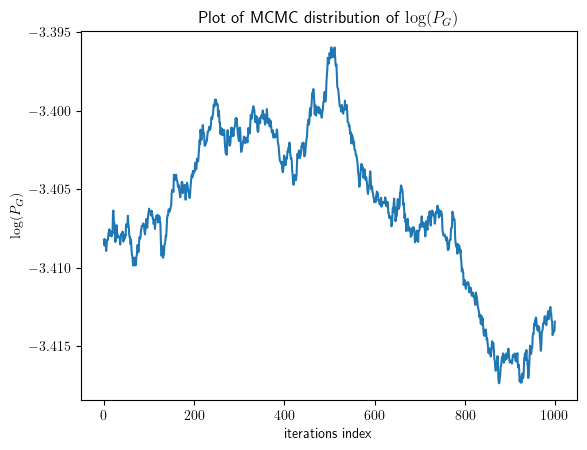 Plot of MCMC distribution of log(P_G)
log(P_G)
−3.395
−3.400
−3.405
−3.410
−3.415
0 200 400 600 800 1000
iterations index